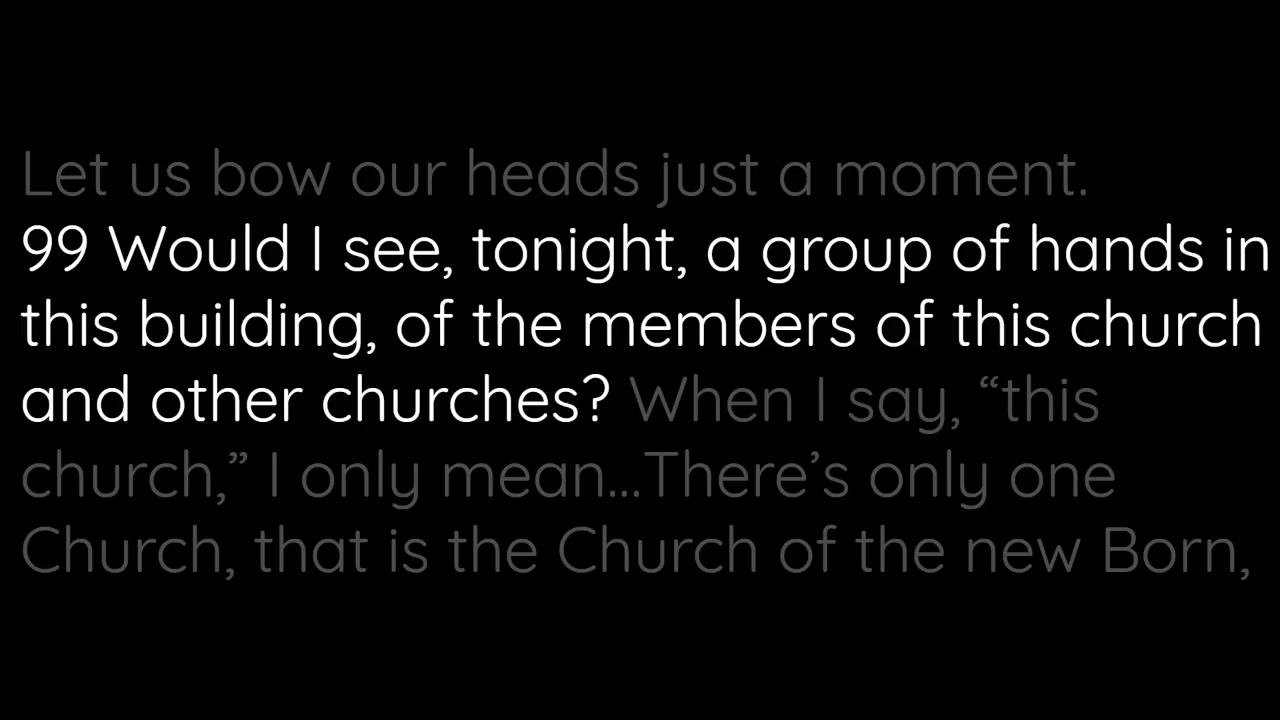 Let us bow our heads just a moment.
99 Would I see, tonight, a group of hands in
this building, of the members of this church
and other churches? When I say, “this
church,” I only mean...There’s only one
Church, that is the Church of the new Born,